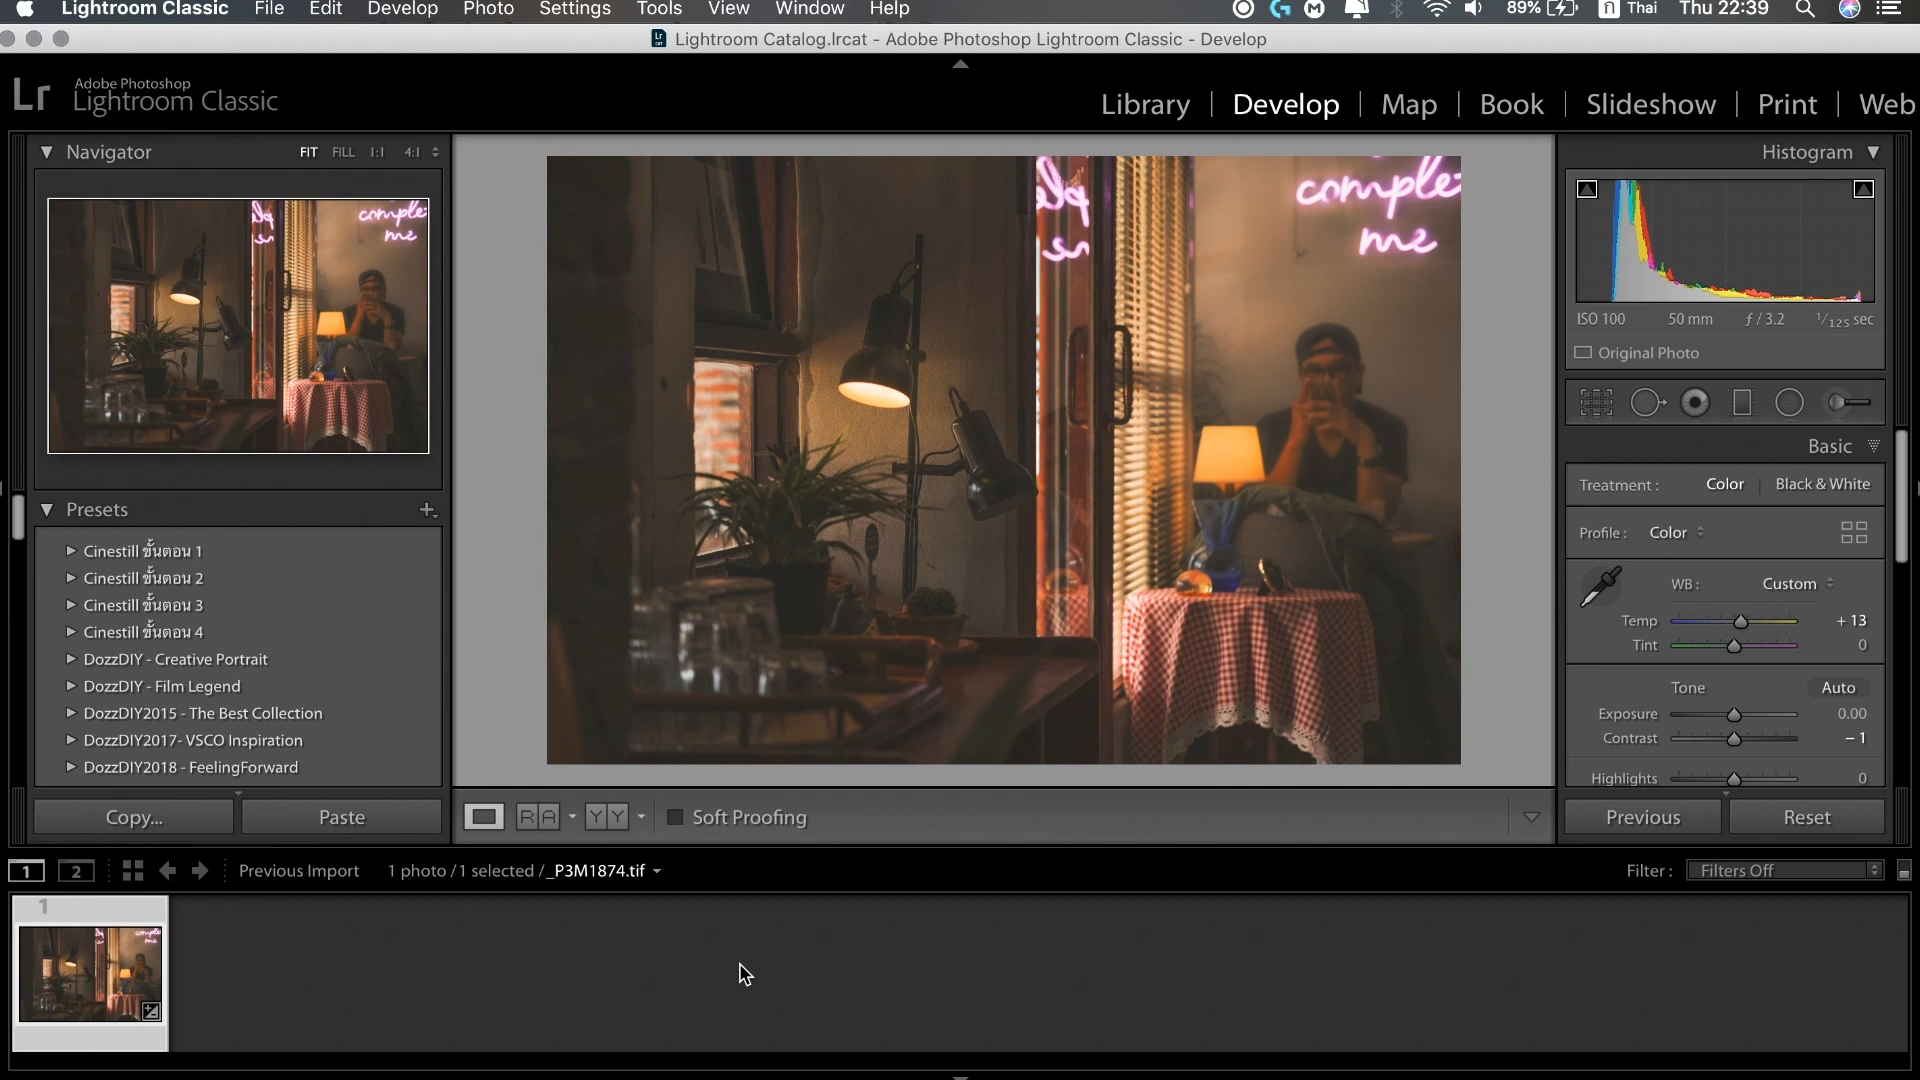 Lightroom Classic File Edit Develop Photo Settings Tools View Window Help 89% ก Thai Thu 22:39
Lightroom Catalog.lrcat - Adobe Photoshop Lightroom Classic - Develop
Lr Adobe Photoshop
Lightroom Classic
Library | Develop | Map | Book | Slideshow | Print | Web
Navigator FIT FILL 1:1 4:1
comple
me
Presets
Cinestill ขั้นตอน 1
Cinestill ขั้นตอน 2
Cinestill ขั้นตอน 3
Cinestill ขั้นตอน 4
DozzDIY - Creative Portrait
DozzDIY - Film Legend
DozzDIY2015 - The Best Collection
DozzDIY2017- VSCO Inspiration
DozzDIY2018 - FeelingForward
Copy... Paste
comple
me
Soft Proofing
Histogram
ISO 100 50 mm ƒ / 3.2 1/125 sec
Original Photo
Basic
Treatment : Color | Black & White
Profile : Color
WB : Custom
Temp + 13
Tint 0
Tone Auto
Exposure 0.00
Contrast – 1
Highlights 0
Previous Reset
1 2 Previous Import 1 photo / 1 selected / _P3M1874.tif Filter : Filters Off
1